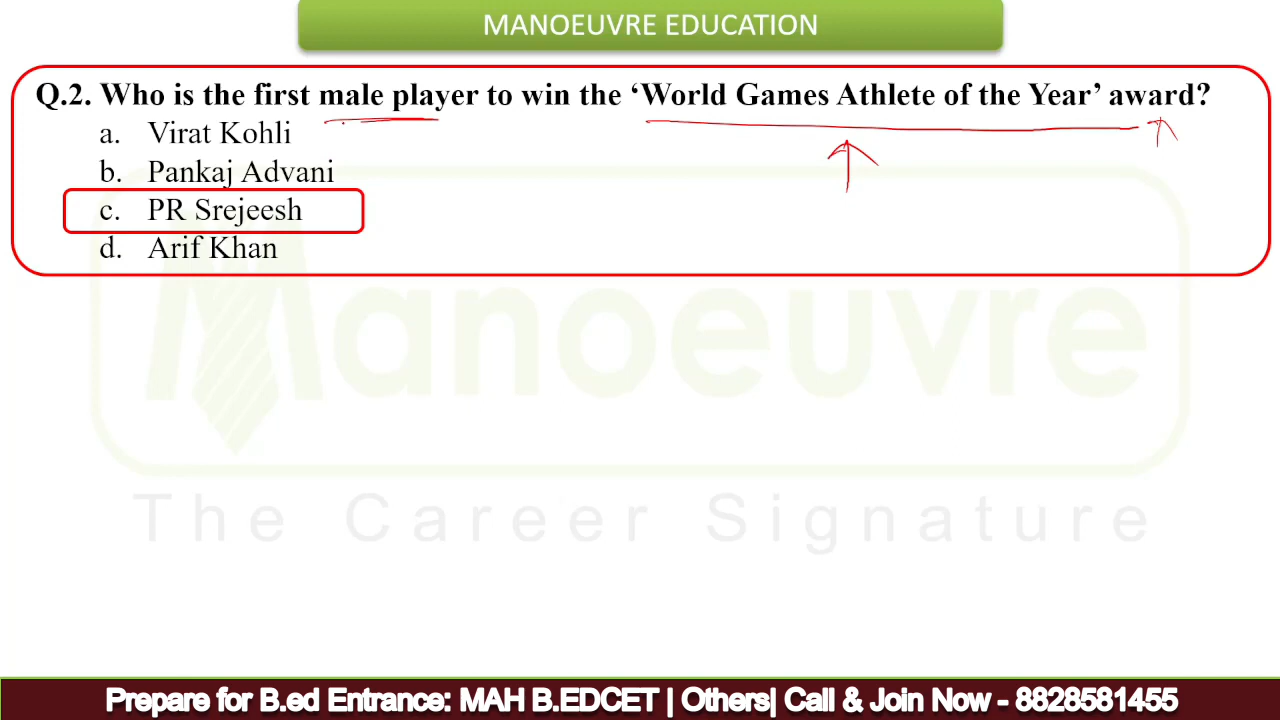 MANOEUVRE EDUCATION
Q.2. Who is the first male player to win the ‘World Games Athlete of the Year’ award?
a. Virat Kohli
b. Pankaj Advani
c. PR Srejeesh
d. Arif Khan
Manoeuvre
The Career Signature
Prepare for B.ed Entrance: MAH B.EDCET | Others| Call & Join Now - 8828581455